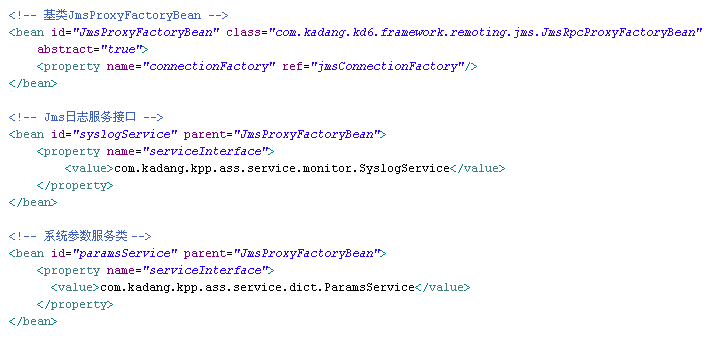 <!-- 基类JmsProxyFactoryBean -->
<bean id="JmsProxyFactoryBean" class="com.kadang.kd6.framework.remoting.jms.JmsRpcProxyFactoryBean"
    abstract="true">
    <property name="connectionFactory" ref="jmsConnectionFactory"/>
</bean>

<!-- Jms日志服务接口 -->
<bean id="syslogService" parent="JmsProxyFactoryBean">
    <property name="serviceInterface">
        <value>com.kadang.kpp.ass.service.monitor.SyslogService</value>
    </property>
</bean>

<!-- 系统参数服务类 -->
<bean id="paramsService" parent="JmsProxyFactoryBean">
    <property name="serviceInterface">
      <value>com.kadang.kpp.ass.service.dict.ParamsService</value>
    </property>
</bean>